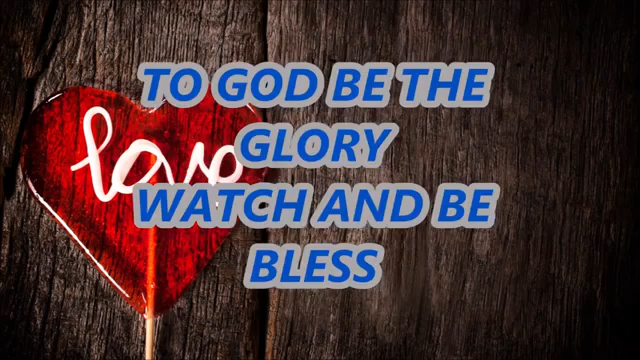 TO GOD BE THE
GLORY
love
WATCH AND BE
BLESS